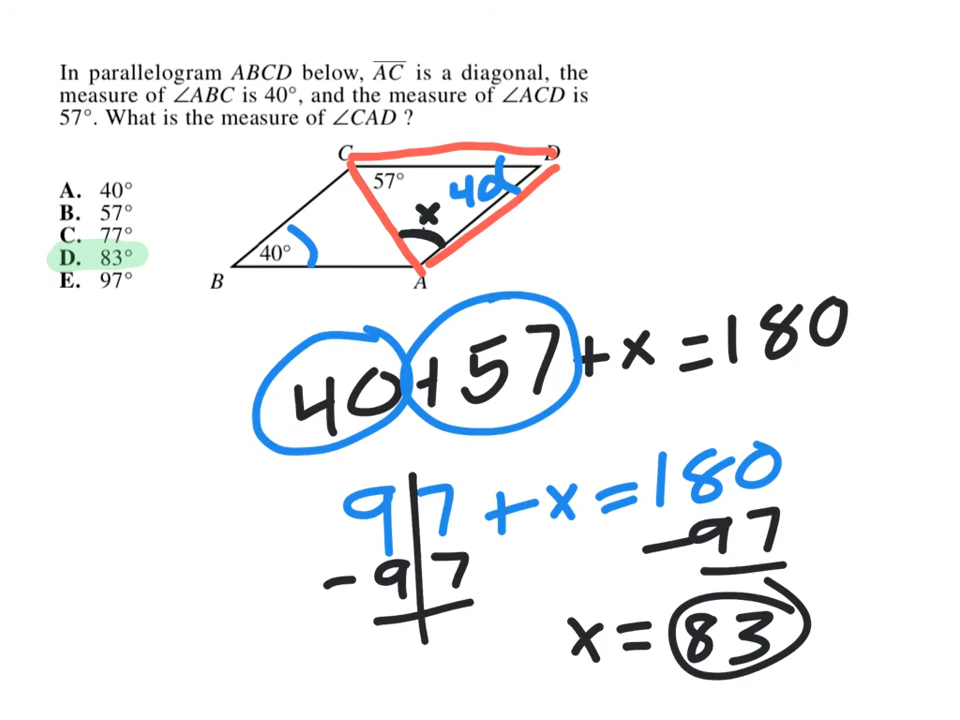 In parallelogram ABCD below, AC is a diagonal, the
measure of ∠ABC is 40°, and the measure of ∠ACD is
57°. What is the measure of ∠CAD ?
C D
57° 40
x
A. 40°
B. 57°
C. 77°
D. 83°
E. 97°
40°
B A
40+57+x=180
97+x=180
-97 -97
x=83